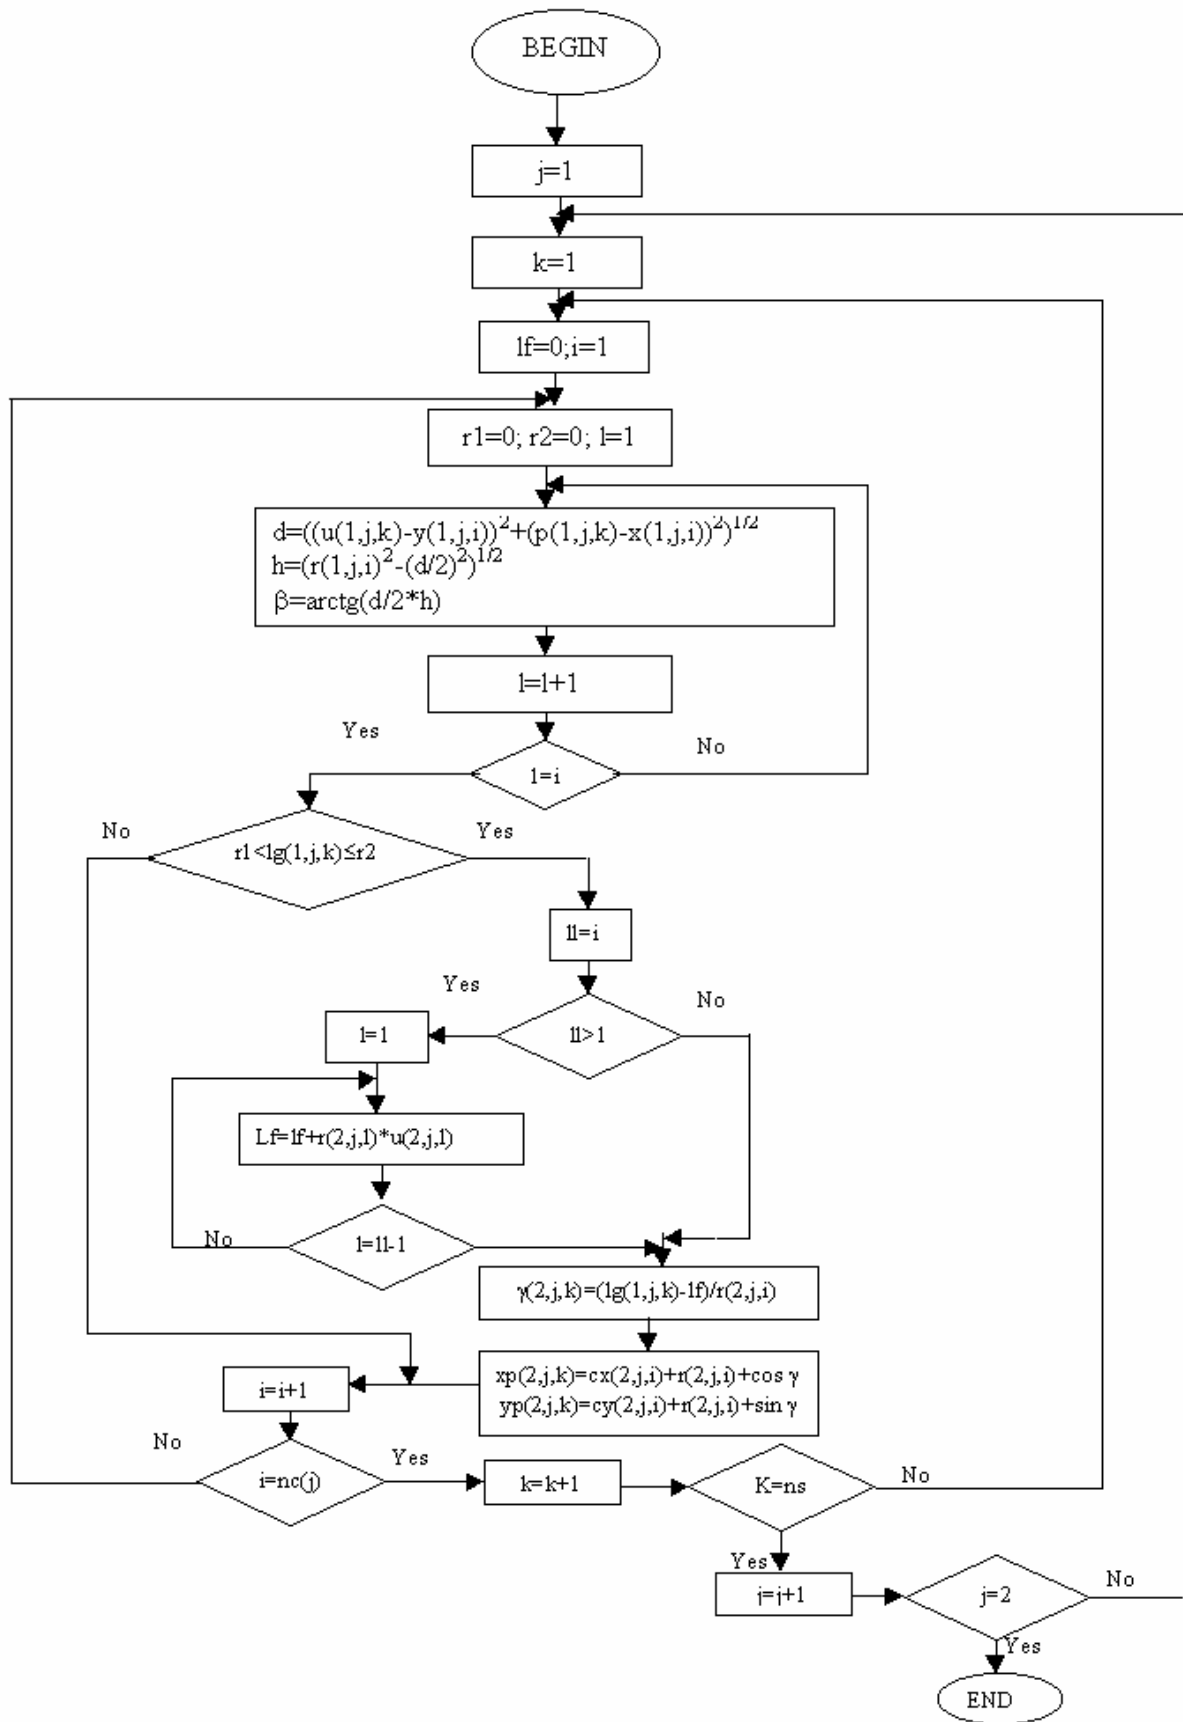 BEGIN
j=1
k=1
lf=0;i=1
r1=0; r2=0; l=1
d=((u(1,j,k)-y(1,j,i))²+(p(1,j,k)-x(1,j,i))²)^1/2
h=(r(1,j,i)²-(d/2)²)^1/2
β=arctg(d/2*h)
l=l+1
Yes
No
l=i
No
Yes
r1<lg(1,j,k)≤r2
ll=i
Yes
No
l=1
ll>1
Lf=lf+r(2,j,l)*u(2,j,l)
No
l=ll-1
γ(2,j,k)=(lg(1,j,k)-lf)/r(2,j,i)
xp(2,j,k)=cx(2,j,i)+r(2,j,i)+cos γ
yp(2,j,k)=cy(2,j,i)+r(2,j,i)+sin γ
i=i+1
No
Yes
i=nc(j)
k=k+1
K=ns
No
Yes
j=j+1
j=2
No
Yes
END